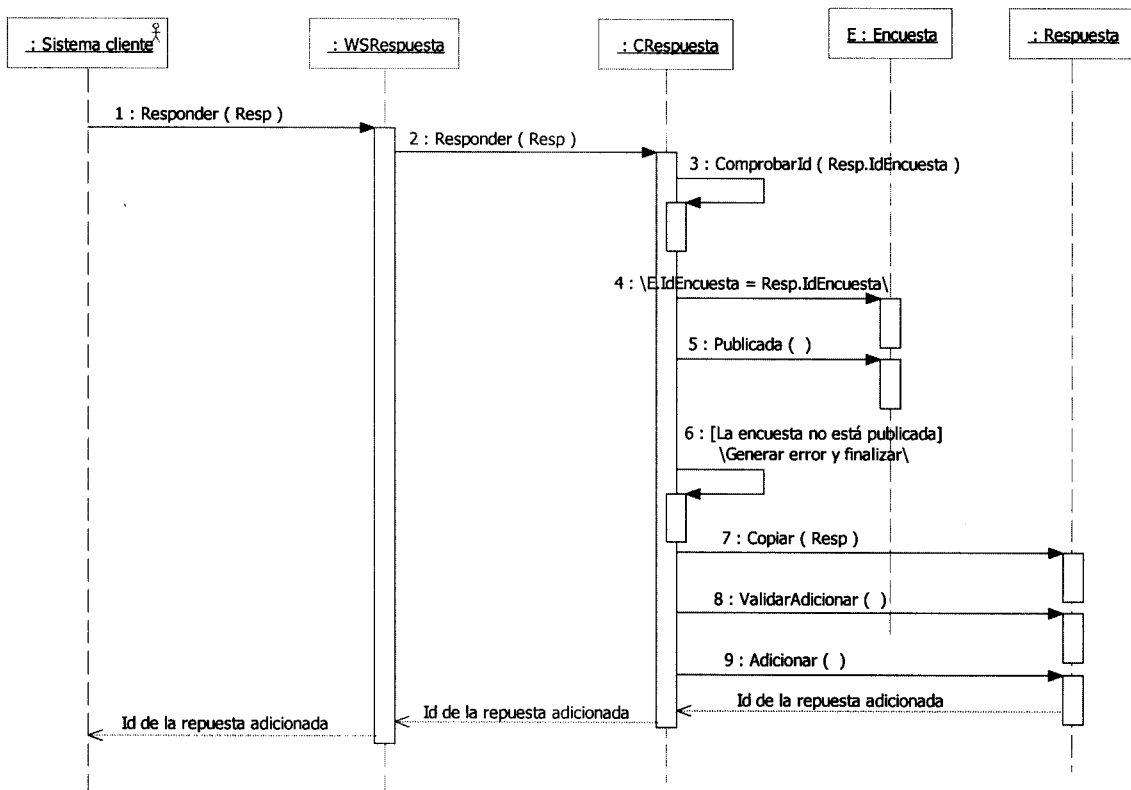 : Sistema cliente
: WSRespuesta
: CRespuesta
E : Encuesta
: Respuesta
1 : Responder ( Resp )
2 : Responder ( Resp )
3 : ComprobarId ( Resp.IdEncuesta )
4 : \E.IdEncuesta = Resp.IdEncuesta\
5 : Publicada ( )
6 : [La encuesta no está publicada]
\Generar error y finalizar\
7 : Copiar ( Resp )
8 : ValidarAdicionar ( )
9 : Adicionar ( )
Id de la repuesta adicionada
Id de la repuesta adicionada
Id de la repuesta adicionada